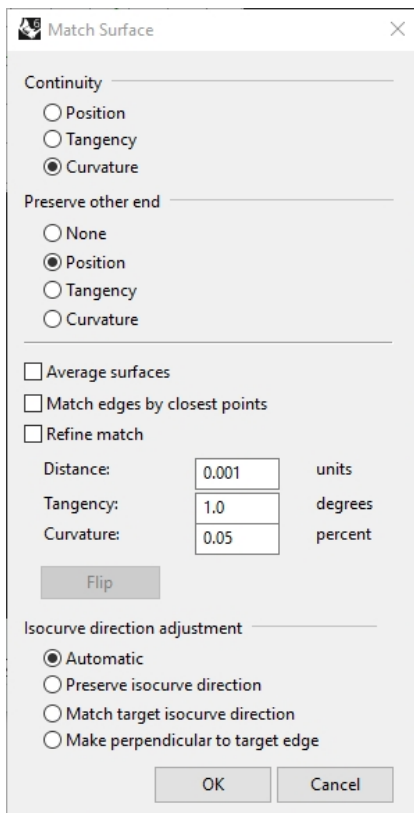 6
Match Surface
Continuity
Position
Tangency
Curvature
Preserve other end
None
Position
Tangency
Curvature
Average surfaces
Match edges by closest points
Refine match
Distance: 0.001 units
Tangency: 1.0 degrees
Curvature: 0.05 percent
Flip
Isocurve direction adjustment
Automatic
Preserve isocurve direction
Match target isocurve direction
Make perpendicular to target edge
OK Cancel